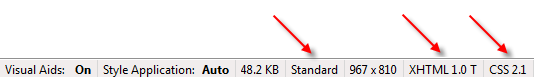 Visual Aids: On Style Application: Auto 48.2 KB Standard 967 x 810 XHTML 1.0 T CSS 2.1